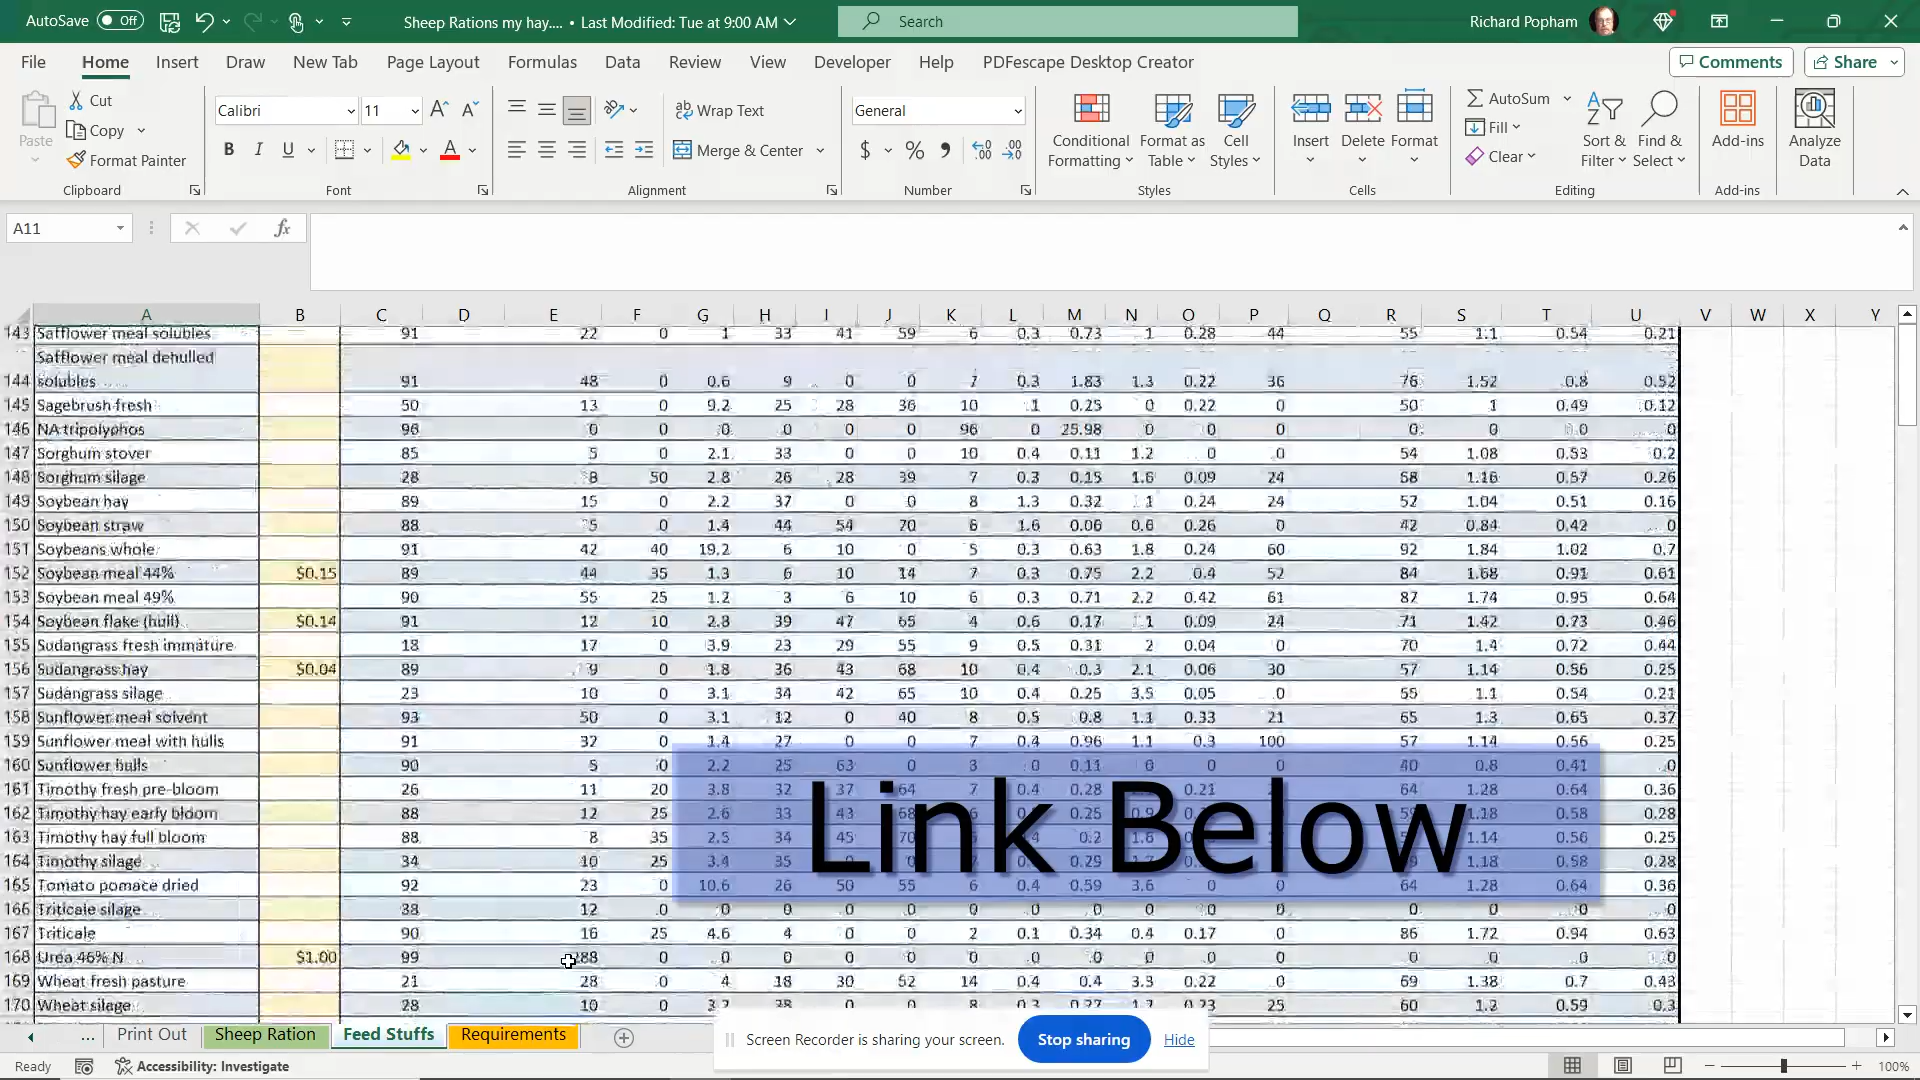 AutoSave Off Sheep Rations my hay.... • Last Modified: Tue at 9:00 AM Search Richard Popham
File Home Insert Draw New Tab Page Layout Formulas Data Review View Developer Help PDFescape Desktop Creator Comments Share
Paste Cut Copy Format Painter Clipboard
Calibri 11 B I U A Font
Wrap Text Merge & Center Alignment
General $ % Number
Conditional Formatting Format as Table Cell Styles Styles
Insert Delete Format Cells
AutoSum Fill Clear Sort & Filter Find & Select Editing
Add-ins Add-ins
Analyze Data
A11 fx
A B C D E F G H I J K L M N O P Q R S T U V W X Y
143 Safflower meal solubles 91 22 0 1 33 41 59 6 0.3 0.73 1 0.28 44 55 1.1 0.54 0.21
Safflower meal dehulled
144 solubles 91 48 0 0.6 9 0 0 7 0.3 1.83 1.3 0.22 36 76 1.52 0.8 0.52
145 Sagebrush fresh 50 13 0 9.2 25 28 36 10 1 0.25 0 0.22 0 50 1 0.49 0.12
146 NA tripolyphos 96 0 0 0 0 0 0 96 0 25.98 0 0 0 0 0 0 0
147 Sorghum stover 85 5 0 2.1 33 0 0 10 0.4 0.11 1.2 0 0 54 1.08 0.53 0.2
148 Sorghum silage 28 8 50 2.8 26 28 39 7 0.3 0.15 1.6 0.09 24 58 1.16 0.57 0.26
149 Soybean hay 89 15 0 2.2 37 0 0 8 1.3 0.32 1 0.24 24 52 1.04 0.51 0.16
150 Soybean straw 88 5 0 1.4 44 54 70 6 1.6 0.06 0.6 0.26 0 42 0.84 0.42 0
151 Soybeans whole 91 42 40 19.2 6 10 0 5 0.3 0.63 1.8 0.24 60 92 1.84 1.02 0.7
152 Soybean meal 44% $0.15 89 44 35 1.3 6 10 14 7 0.3 0.75 2.2 0.4 52 84 1.68 0.91 0.61
153 Soybean meal 49% 90 55 25 1.2 3 6 10 6 0.3 0.71 2.2 0.42 61 87 1.74 0.95 0.64
154 Soybean flake (hull) $0.14 91 12 10 2.8 39 47 65 4 0.6 0.17 1 0.09 24 71 1.42 0.73 0.46
155 Sudangrass fresh immature 18 17 0 3.9 23 29 55 9 0.5 0.31 2 0.04 0 70 1.4 0.72 0.44
156 Sudangrass hay $0.04 89 9 0 1.8 36 43 68 10 0.4 0.3 2.1 0.06 30 57 1.14 0.56 0.25
157 Sudangrass silage 23 10 0 3.1 34 42 65 10 0.4 0.25 3.5 0.05 0 55 1.1 0.54 0.21
158 Sunflower meal solvent 93 50 0 3.1 12 0 40 8 0.5 0.8 1.1 0.33 21 65 1.3 0.65 0.37
159 Sunflower meal with hulls 91 32 0 1.4 27 0 0 7 0.4 0.96 1.1 0.3 100 57 1.14 0.56 0.25
160 Sunflower hulls 90 5 0 2.2 25 63 0 3 0 0.11 0 0 0 40 0.8 0.41 0
161 Timothy fresh pre-bloom 26 11 20 3.8 32 37 64 7 0.4 0.28 0.21 64 1.28 0.64 0.36
162 Timothy hay early bloom 88 12 25 2.6 33 43 68 0.25 1.18 0.58 0.28
163 Timothy hay full bloom 88 8 35 2.5 34 45 70 0.2 1.6 1.14 0.56 0.25
164 Timothy silage 34 10 25 3.4 35 0 0.29 1.18 0.58 0.28
165 Tomato pomace dried 92 23 0 10.6 26 50 55 6 0.4 0.59 3.6 0 0 64 1.28 0.64 0.36
166 Triticale silage 38 12 0 0 0 0 0 0 0 0 0 0 0 0 0 0 0
167 Triticale 90 16 25 4.6 4 0 0 2 0.1 0.34 0.4 0.17 0 86 1.72 0.94 0.63
168 Urea 46% N $1.00 99 288 0 0 0 0 0 0 0 0 0 0 0 0 0 0 0
169 Wheat fresh pasture 21 28 0 4 18 30 52 14 0.4 0.4 3.3 0.22 0 69 1.38 0.7 0.43
170 Wheat silage 28 10 0 3.2 28 0 0 8 0.3 0.27 1.7 0.23 25 60 1.2 0.59 0.3
Link Below
... Print Out Sheep Ration Feed Stuffs Requirements
Screen Recorder is sharing your screen. Stop sharing Hide
Ready Accessibility: Investigate 100%